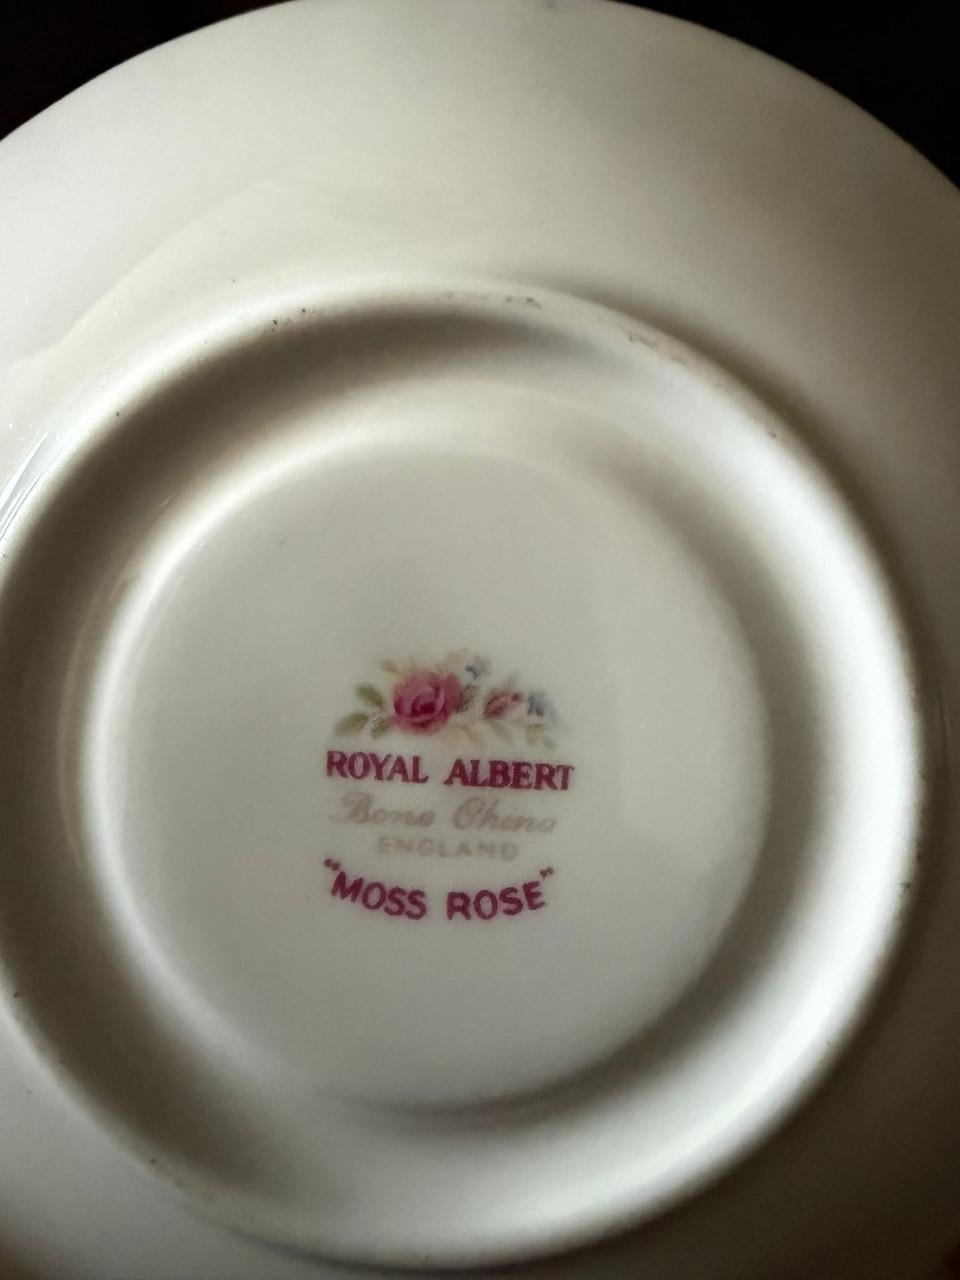 ROYAL ALBERT
Bone China
ENGLAND
"MOSS ROSE"